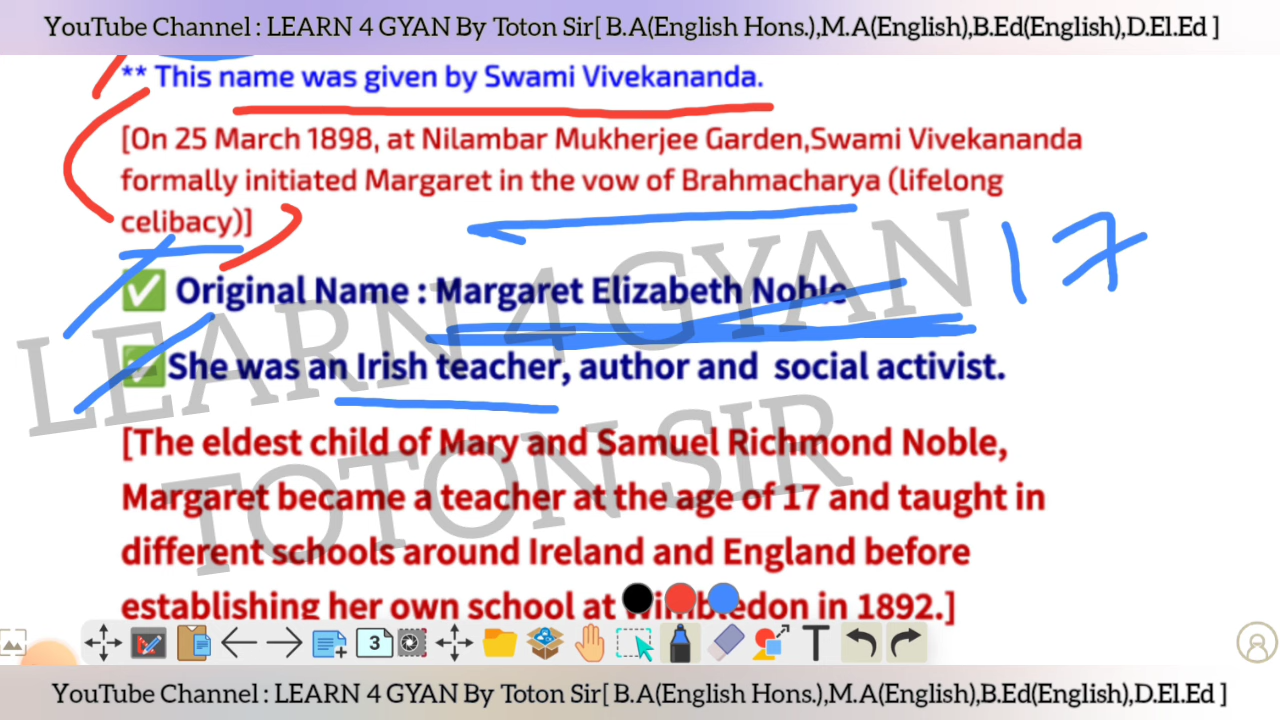 YouTube Channel : LEARN 4 GYAN By Toton Sir[ B.A(English Hons.),M.A(English),B.Ed(English),D.El.Ed ]
** This name was given by Swami Vivekananda.
[On 25 March 1898, at Nilambar Mukherjee Garden,Swami Vivekananda
formally initiated Margaret in the vow of Brahmacharya (lifelong
celibacy)]
17
✅ Original Name : Margaret Elizabeth Noble
✅She was an Irish teacher, author and social activist.
[The eldest child of Mary and Samuel Richmond Noble,
Margaret became a teacher at the age of 17 and taught in
different schools around Ireland and England before
establishing her own school at Wimbledon in 1892.]
LEARN 4 GYAN
TOTON SIR
3
T
YouTube Channel : LEARN 4 GYAN By Toton Sir[ B.A(English Hons.),M.A(English),B.Ed(English),D.El.Ed ]